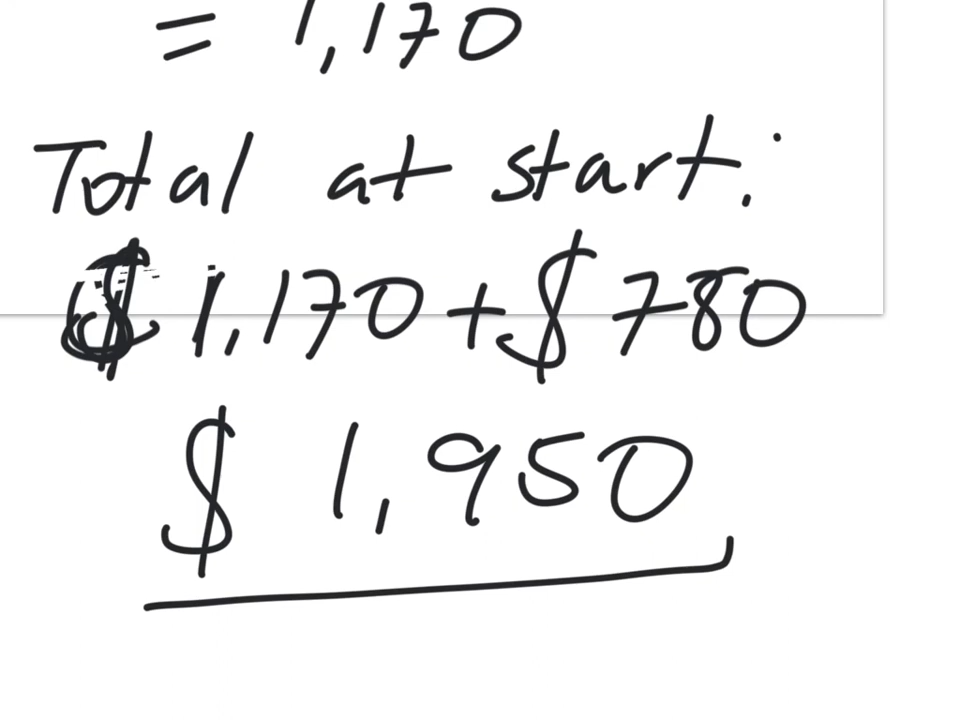 = 1,170
Total at start:
$ 1,170 + $ 780
$ 1,950